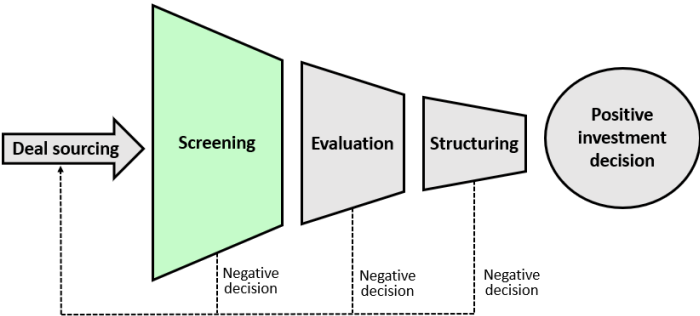 Deal sourcing
Screening
Evaluation
Structuring
Positive
investment
decision
Negative
decision
Negative
decision
Negative
decision